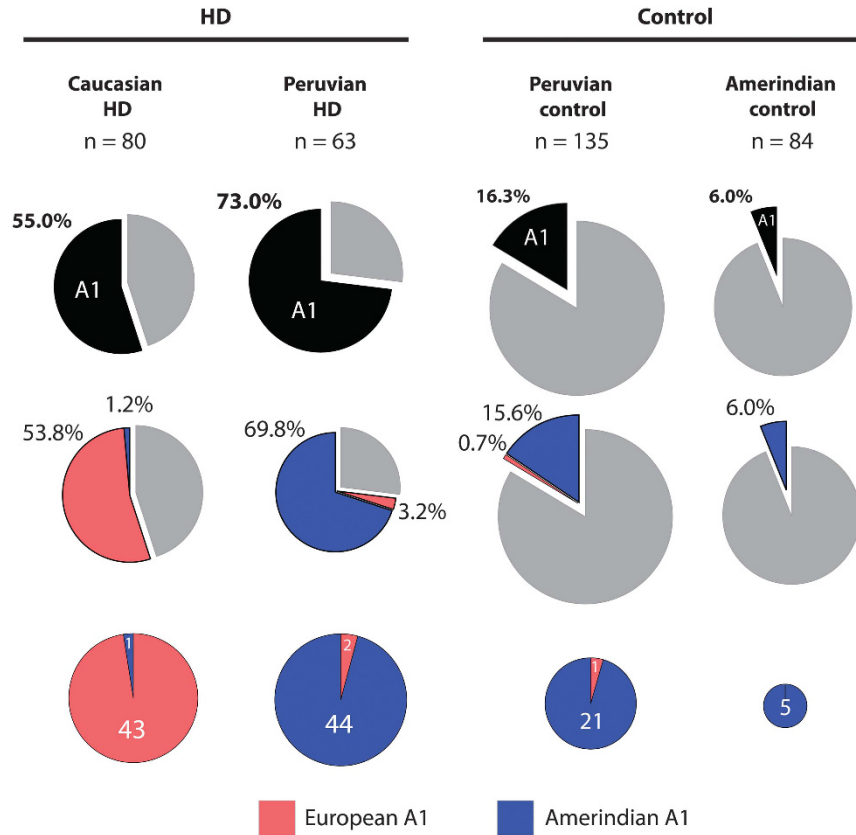 HD
Control
Caucasian
HD
n = 80
Peruvian
HD
n = 63
Peruvian
control
n = 135
Amerindian
control
n = 84
55.0%
A1
73.0%
A1
16.3%
A1
6.0%
A1
53.8%
1.2%
69.8%
3.2%
15.6%
0.7%
6.0%
1
43
2
44
1
21
5
European A1
Amerindian A1